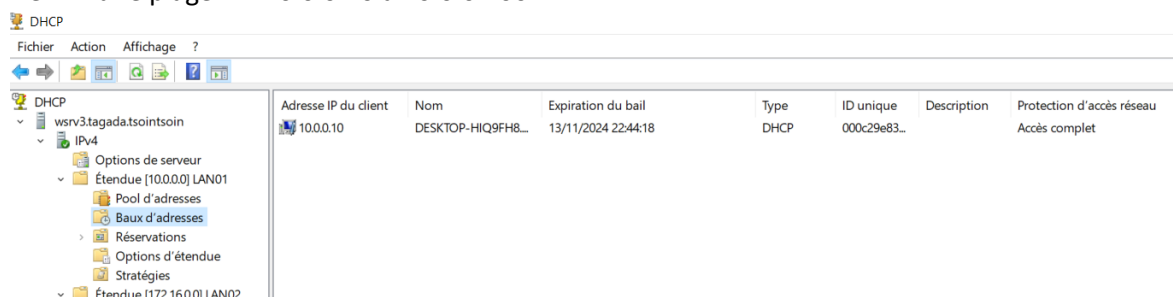 DHCP
Fichier Action Affichage ?
DHCP
wsrv3.tagada.tsointsoin
IPv4
Options de serveur
Étendue [10.0.0.0] LAN01
Pool d'adresses
Baux d'adresses
Réservations
Options d'étendue
Stratégies
Étendue [172.16.0.0] LAN02
Adresse IP du client Nom Expiration du bail Type ID unique Description Protection d'accès réseau
10.0.0.10 DESKTOP-HIQ9FH8... 13/11/2024 22:44:18 DHCP 000c29e83... Accès complet